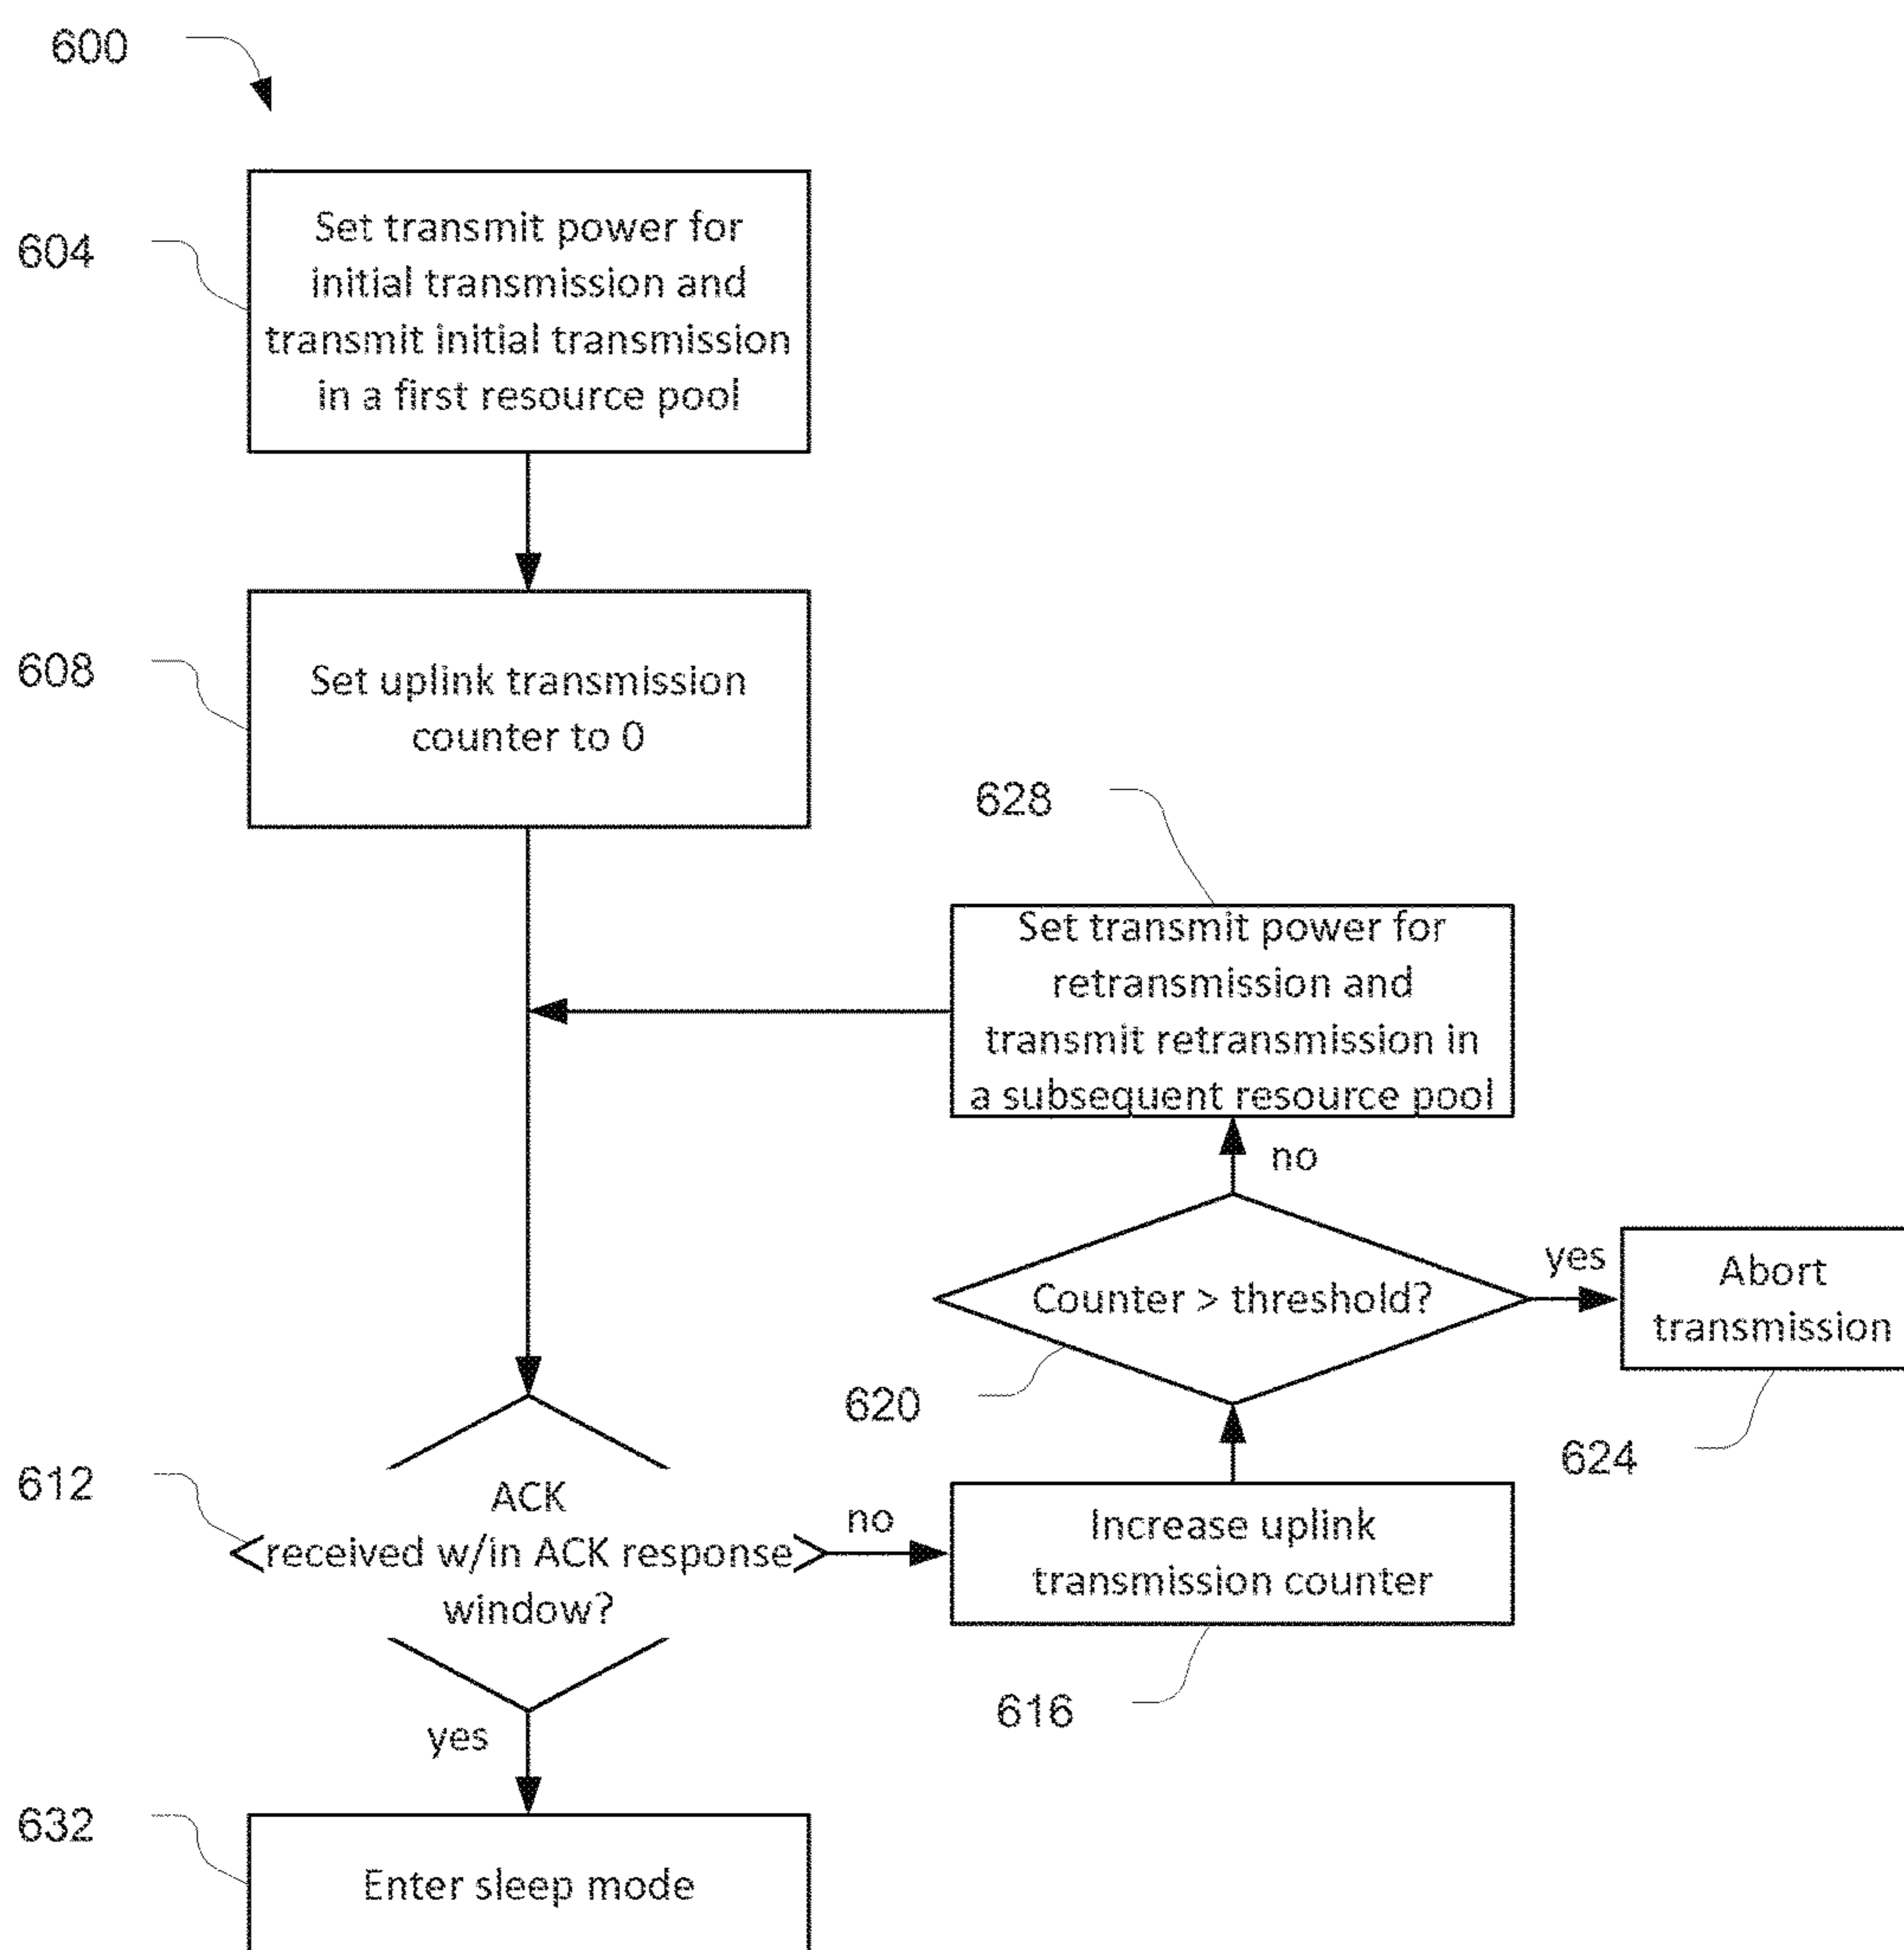 600
604
Set transmit power for
initial transmission and
transmit initial transmission
in a first resource pool
608
Set uplink transmission
counter to 0
628
Set transmit power for
retransmission and
transmit retransmission in
a subsequent resource pool
no
Counter > threshold?
yes
Abort
transmission
620
624
612
ACK
received w/in ACK response
window?
no
Increase uplink
transmission counter
616
yes
632
Enter sleep mode